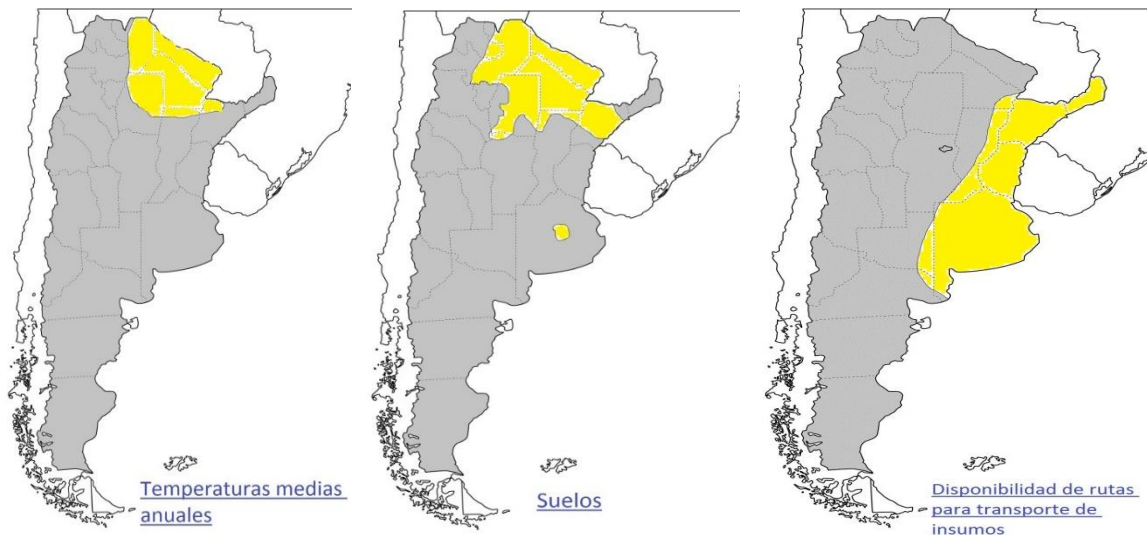 Temperaturas medias
anuales
Suelos
Disponibilidad de rutas
para transporte de
insumos